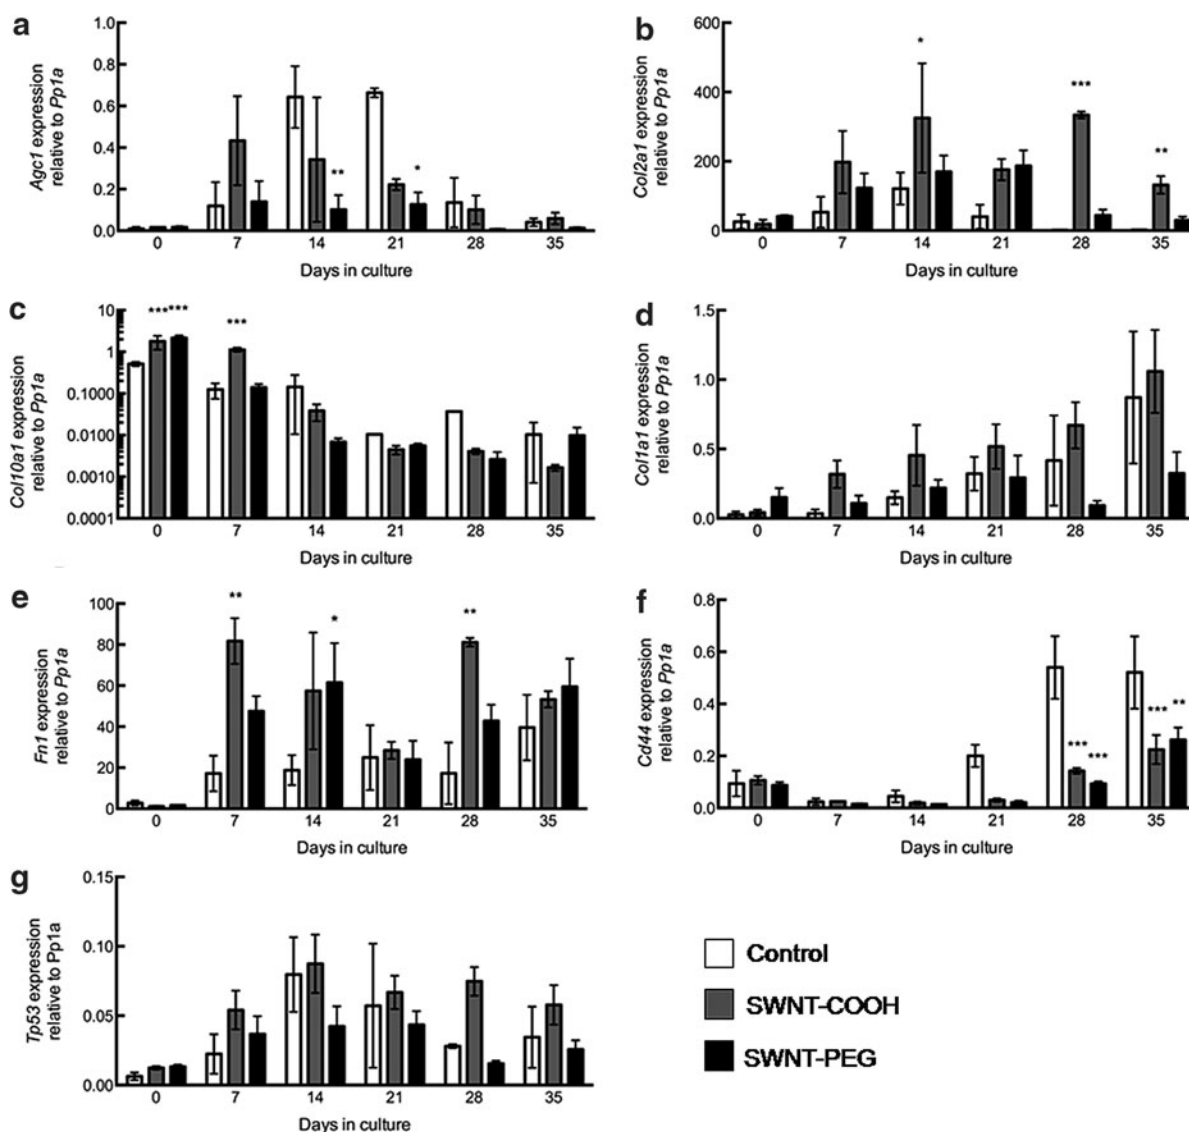 a
Agc1 expression
relative to Pp1a
1.0
0.8
0.6
0.4
0.2
0.0
**
*
0 7 14 21 28 35
Days in culture
b
Col2a1 expression
relative to Pp1a
600
400
200
0
*
***
**
0 7 14 21 28 35
Days in culture
c
Col10a1 expression
relative to Pp1a
10
1
0.1000
0.0100
0.0010
0.0001
*** ***
***
0 7 14 21 28 35
Days in culture
d
Col1a1 expression
relative to Pp1a
1.5
1.0
0.5
0.0
0 7 14 21 28 35
Days in culture
e
Fn1 expression
relative to Pp1a
100
80
60
40
20
0
**
*
**
0 7 14 21 28 35
Days in culture
f
Cd44 expression
relative to Pp1a
0.8
0.6
0.4
0.2
0.0
***
***
***
**
0 7 14 21 28 35
Days in culture
g
Tp53 expression
relative to Pp1a
0.15
0.10
0.05
0.00
0 7 14 21 28 35
Days in culture
Control
SWNT-COOH
SWNT-PEG